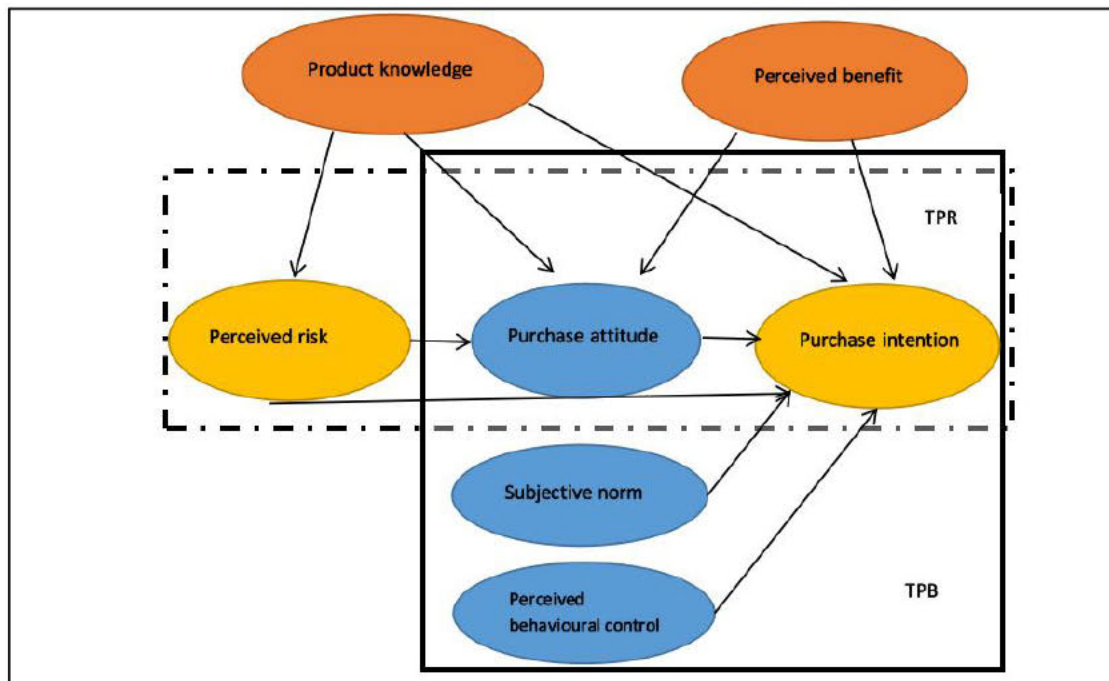 Product knowledge
Perceived benefit
TPR
Perceived risk
Purchase attitude
Purchase intention
Subjective norm
TPB
Perceived
behavioural control